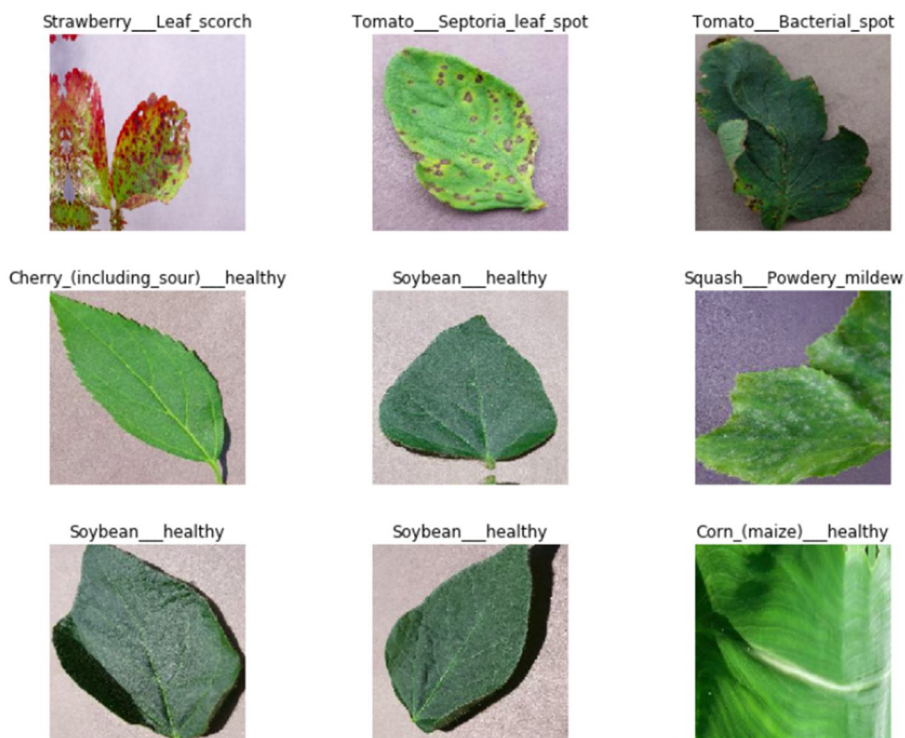 Strawberry___Leaf_scorch
Tomato___Septoria_leaf_spot
Tomato___Bacterial_spot
Cherry_(including_sour)___healthy
Soybean___healthy
Squash___Powdery_mildew
Soybean___healthy
Soybean___healthy
Corn_(maize)___healthy